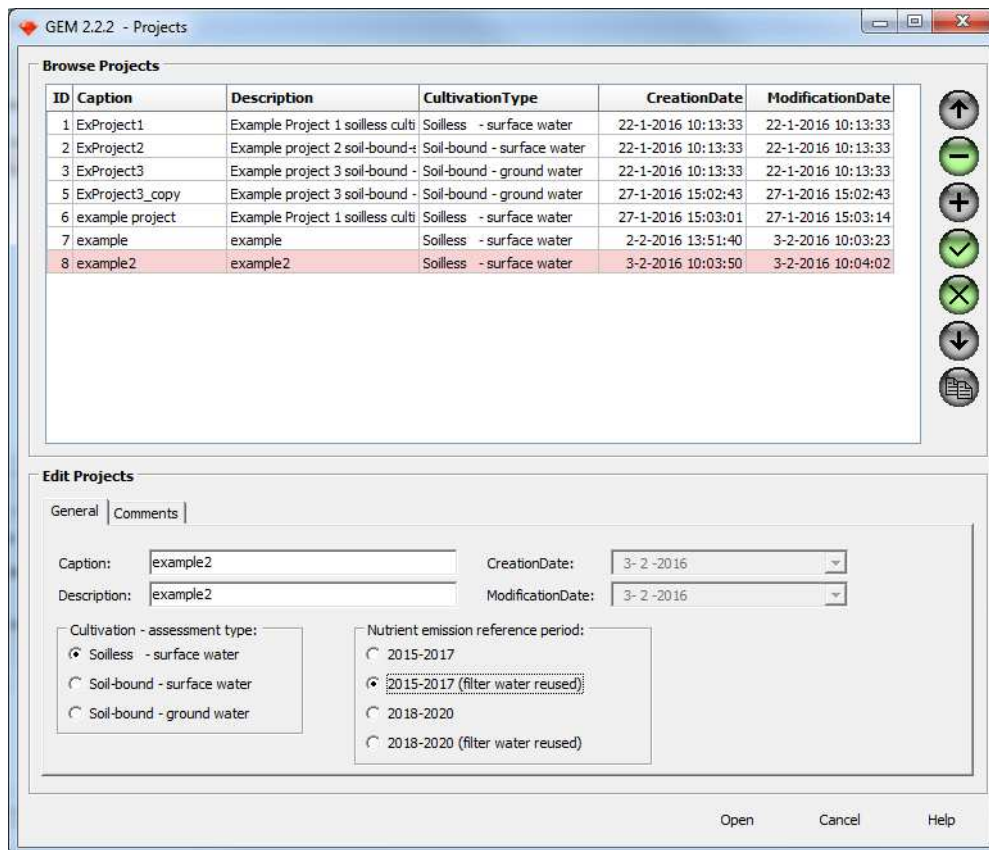 GEM 2.2.2 - Projects
Browse Projects
ID Caption Description CultivationType CreationDate ModificationDate
1 ExProject1 Example Project 1 soilless culti Soilless - surface water 22-1-2016 10:13:33 22-1-2016 10:13:33
2 ExProject2 Example project 2 soil-bound-s Soil-bound - surface water 22-1-2016 10:13:33 22-1-2016 10:13:33
3 ExProject3 Example project 3 soil-bound - Soil-bound - ground water 22-1-2016 10:13:33 22-1-2016 10:13:33
5 ExProject3_copy Example project 3 soil-bound - Soil-bound - ground water 27-1-2016 15:02:43 27-1-2016 15:02:43
6 example project Example Project 1 soilless culti Soilless - surface water 27-1-2016 15:03:01 27-1-2016 15:03:14
7 example example Soilless - surface water 2-2-2016 13:51:40 3-2-2016 10:03:23
8 example2 example2 Soilless - surface water 3-2-2016 10:03:50 3-2-2016 10:04:02
Edit Projects
General Comments
Caption: example2 CreationDate: 3- 2 -2016
Description: example2 ModificationDate: 3- 2 -2016
Cultivation - assessment type: Nutrient emission reference period:
Soilless - surface water 2015-2017
Soil-bound - surface water 2015-2017 (filter water reused)
Soil-bound - ground water 2018-2020
2018-2020 (filter water reused)
Open Cancel Help